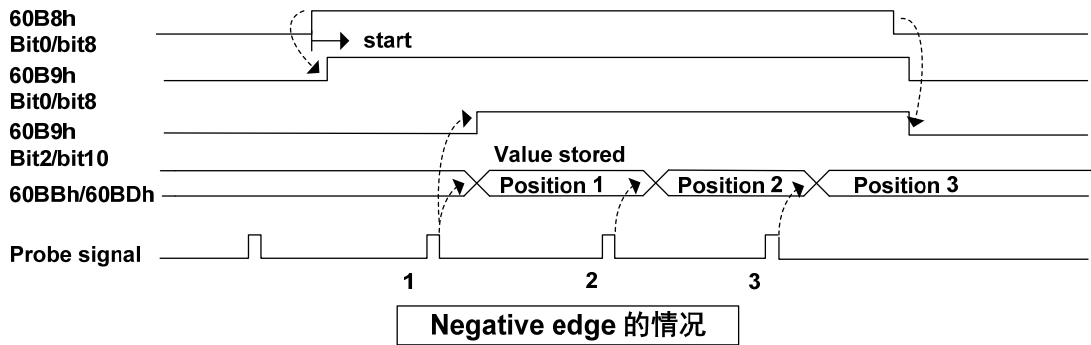 60B8h
Bit0/bit8
start
60B9h
Bit0/bit8
60B9h
Bit2/bit10
Value stored
60BBh/60BDh
Position 1
Position 2
Position 3
Probe signal
1
2
3
Negative edge 的情况